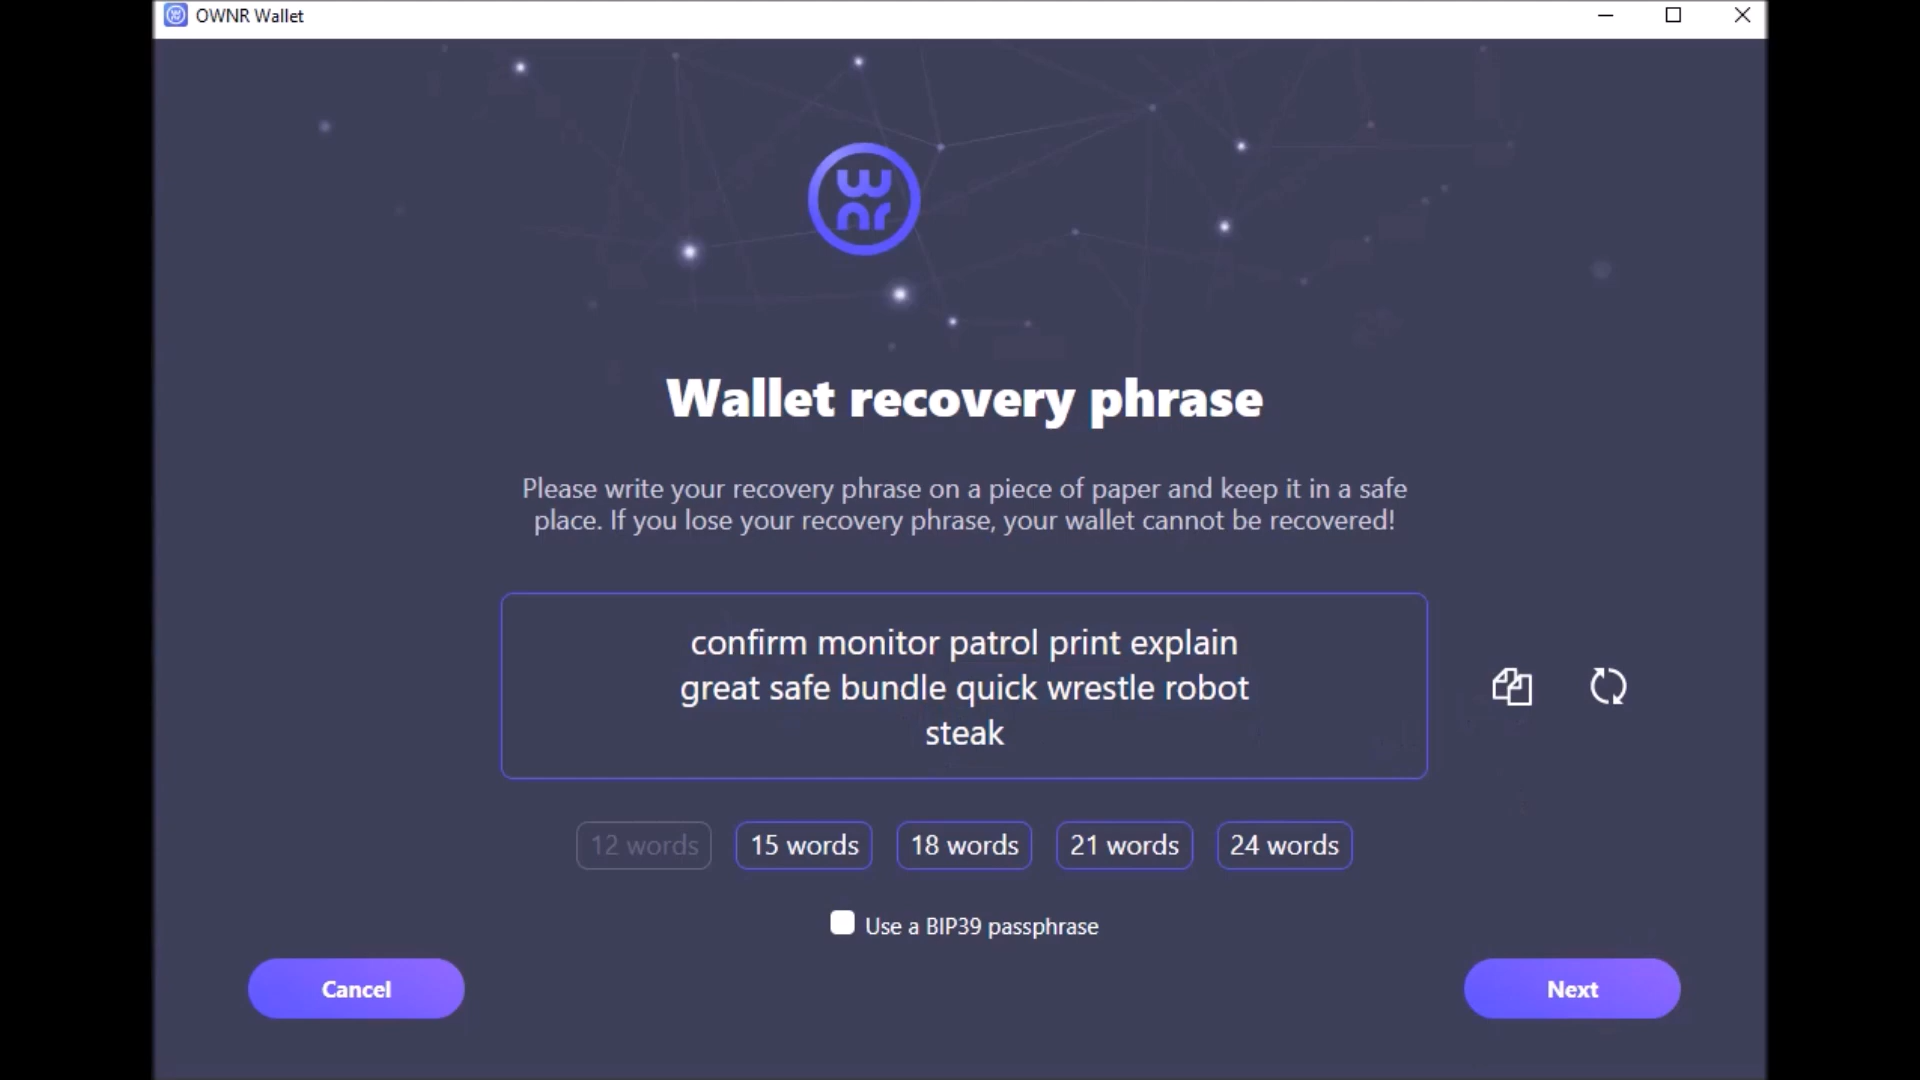 OWNR Wallet
wnr
Wallet recovery phrase
Please write your recovery phrase on a piece of paper and keep it in a safe
place. If you lose your recovery phrase, your wallet cannot be recovered!
confirm monitor patrol print explain
great safe bundle quick wrestle robot
steak
12 words 15 words 18 words 21 words 24 words
Use a BIP39 passphrase
Cancel Next